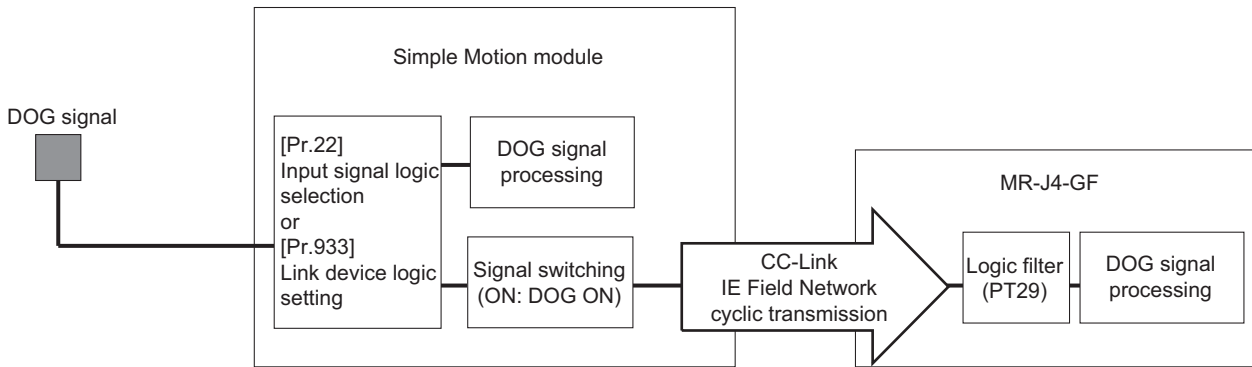 Simple Motion module
DOG signal
[Pr.22]
Input signal logic
selection
or
[Pr.933]
Link device logic
setting
DOG signal
processing
Signal switching
(ON: DOG ON)
CC-Link
IE Field Network
cyclic transmission
MR-J4-GF
Logic filter
(PT29)
DOG signal
processing